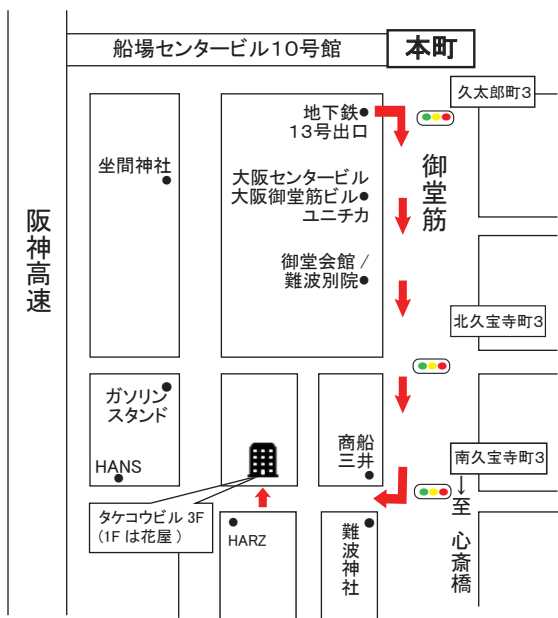 船場センタービル10号館
本町
久太郎町3
地下鉄
13号出口
坐間神社
大阪センタービル
大阪御堂筋ビル
ユニチカ
御堂筋
阪神高速
御堂会館 /
難波別院
北久宝寺町3
ガソリン
スタンド
商船
三井
南久宝寺町3
HANS
タケコウビル 3F
(1F は花屋 )
HARZ
難波神社
↓至 心斎橋